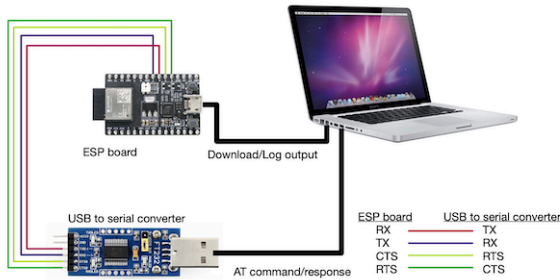 ESP board
Download/Log output
USB to serial converter
FT232
AT command/response
ESP board USB to serial converter
RX TX
TX RX
CTS RTS
RTS CTS